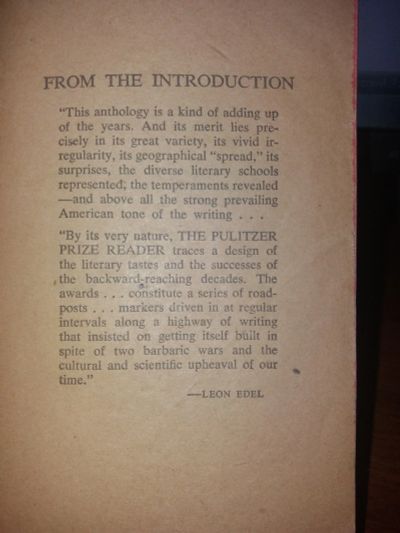 FROM THE INTRODUCTION
"This anthology is a kind of adding up
of the years. And its merit lies pre-
cisely in its great variety, its vivid ir-
regularity, its geographical "spread," its
surprises, the diverse literary schools
represented, the temperaments revealed
—and above all the strong prevailing
American tone of the writing . . .
"By its very nature, THE PULITZER
PRIZE READER traces a design of
the literary tastes and the successes of
the backward-reaching decades. The
awards . . . constitute a series of road-
posts . . . markers driven in at regular
intervals along a highway of writing
that insisted on getting itself built in
spite of two barbaric wars and the
cultural and scientific upheaval of our
time."
—LEON EDEL